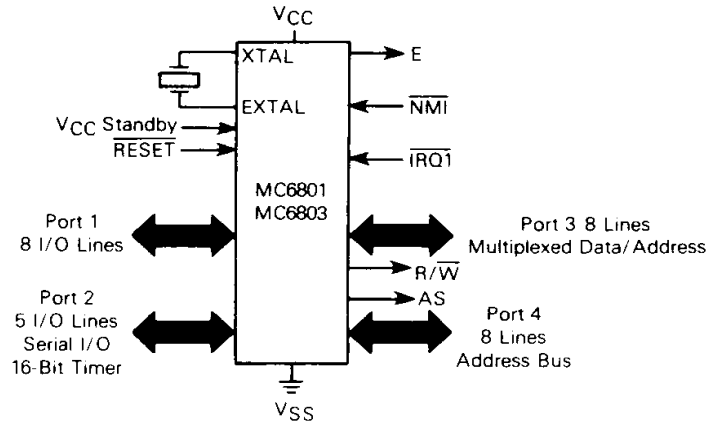 VCC
XTAL
E
EXTAL
NMI
VCC Standby
RESET
IRQ1
MC6801
MC6803
Port 1
8 I/O Lines
Port 3 8 Lines
Multiplexed Data/Address
R/W
AS
Port 2
5 I/O Lines
Serial I/O
16-Bit Timer
Port 4
8 Lines
Address Bus
VSS